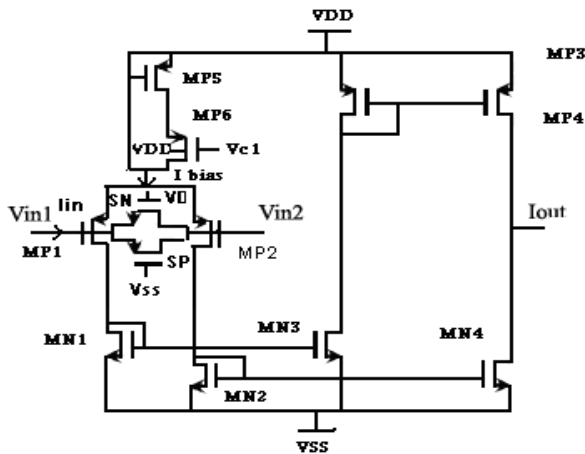 VDD
MP3
MP5
MP6
MP4
VDD
Vc1
I bias
Vin1
Iin
SN
VD
Vin2
Iout
MP1
SP
MP2
Vss
MN1
MN3
MN4
MN2
VSS